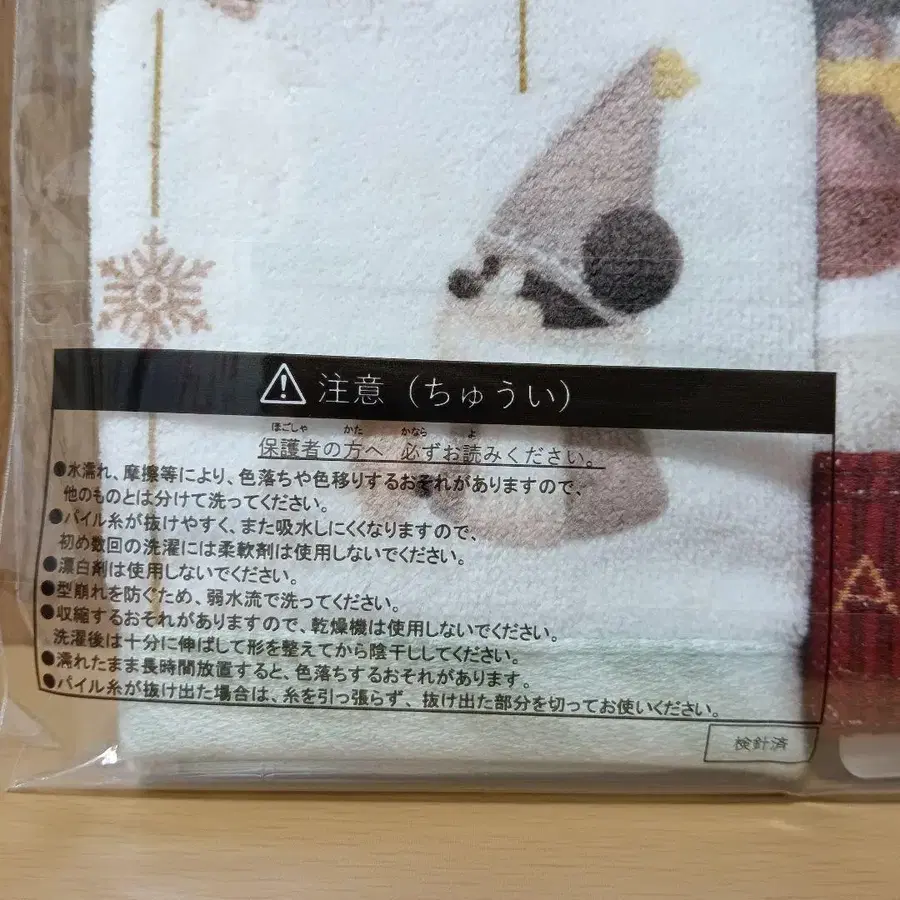 注意（ちゅうい）
保護者の方へ 必ずお読みください。
●水濡れ、摩擦等により、色落ちや色移りするおそれがありますので、
他のものとは分けて洗ってください。
●パイル糸が抜けやすく、また吸水しにくくなりますので、
初め数回の洗濯には柔軟剤は使用しないでください。
●漂白剤は使用しないでください。
●型崩れを防ぐため、弱水流で洗ってください。
●収縮するおそれがありますので、乾燥機は使用しないでください。
洗濯後は十分に伸ばして形を整えてから陰干ししてください。
●濡れたまま長時間放置すると、色落ちするおそれがあります。
●パイル糸が抜け出た場合は、糸を引っ張らず、抜け出た部分を切ってお使いください。
検針済
A